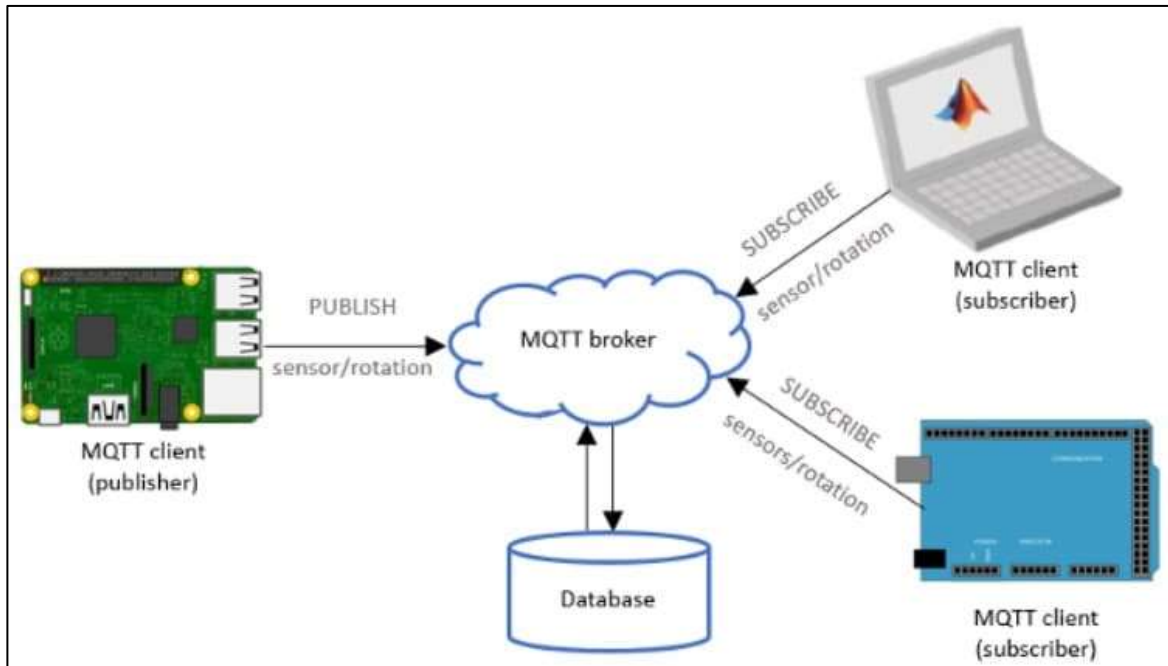 SUBSCRIBE
sensor/rotation
MQTT client
(subscriber)
PUBLISH
sensor/rotation
MQTT broker
MQTT client
(publisher)
SUBSCRIBE
sensors/rotation
Database
MQTT client
(subscriber)